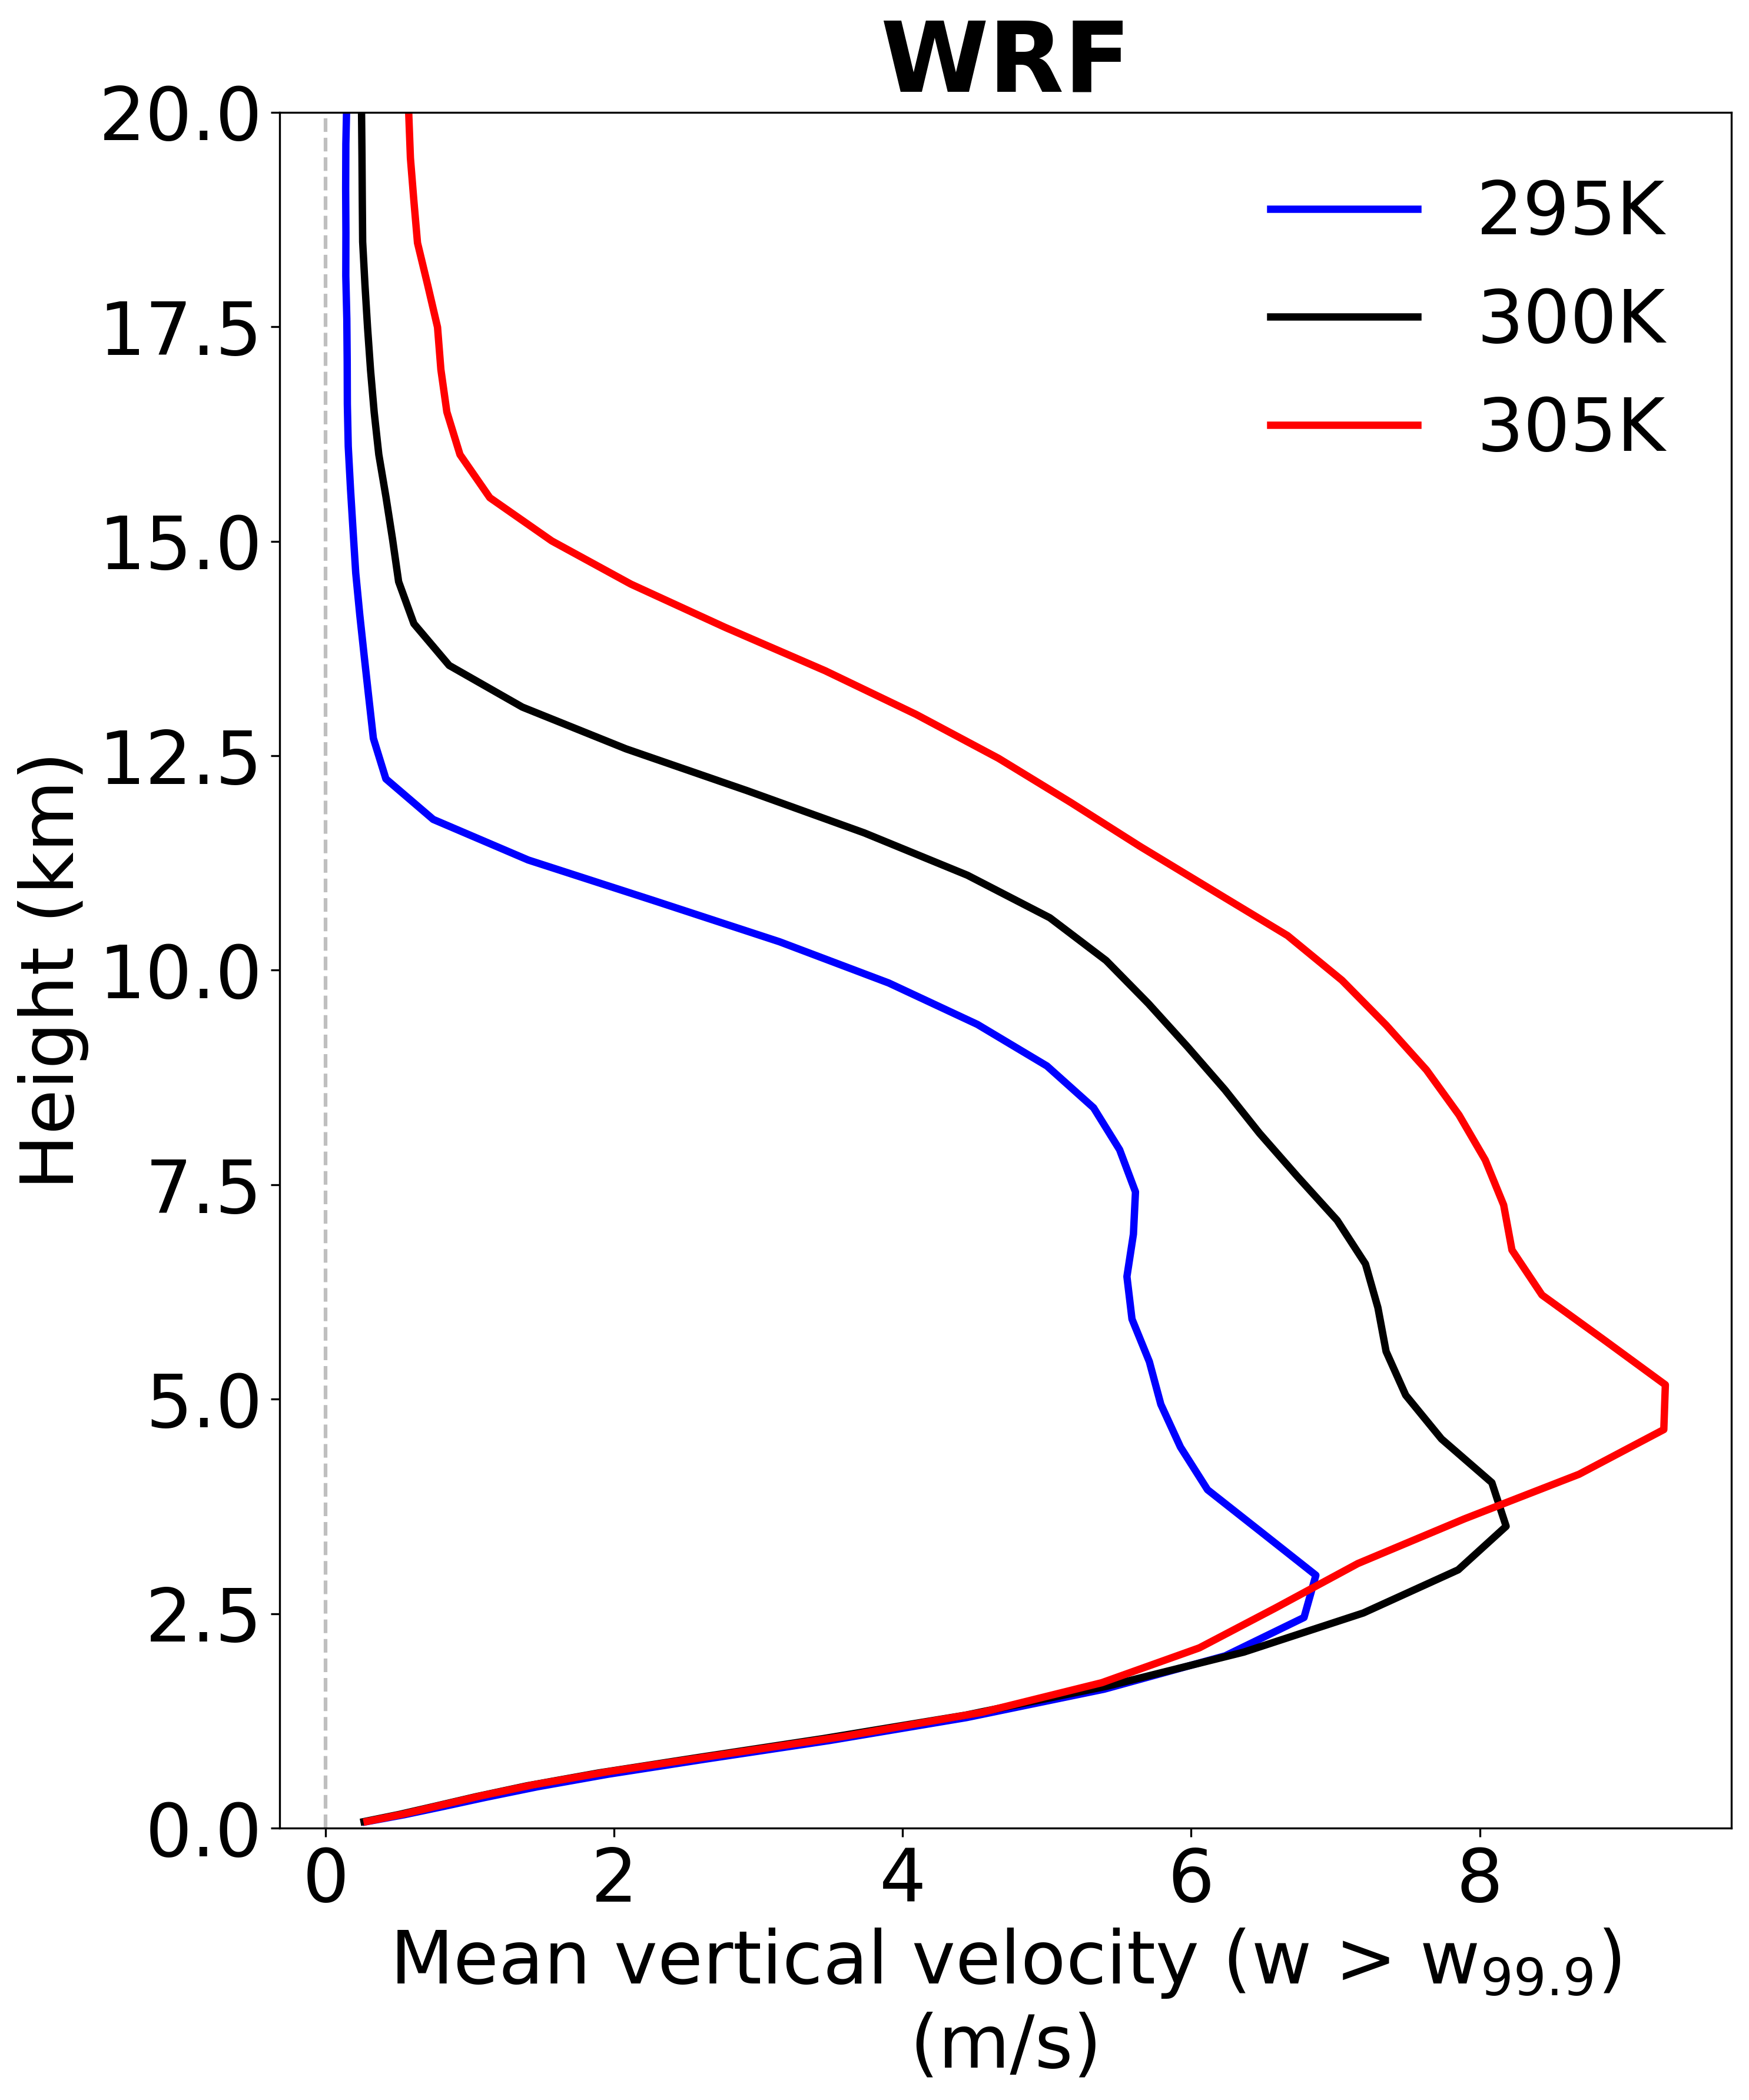 WRF
20.0
17.5
15.0
12.5
10.0
7.5
5.0
2.5
0.0
Height (km)
295K
300K
305K
0 2 4 6 8
Mean vertical velocity (w > w99.9)
(m/s)